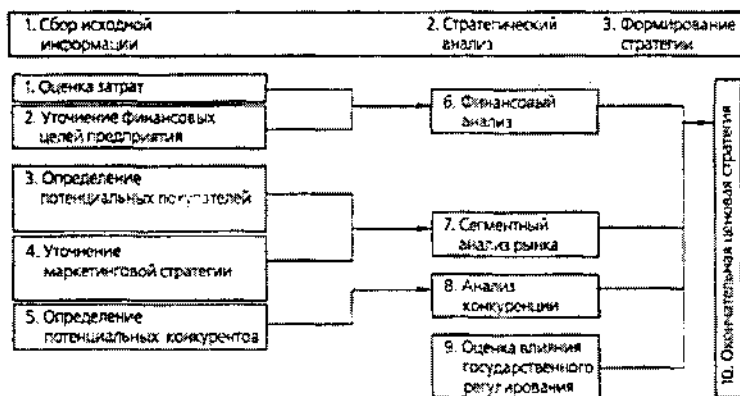 1. Сбор исходной
информации
2. Стратегический
анализ
3. Формирование
стратегии
1. Оценка затрат
2. Уточнение финансовых
целей предприятия
3. Определение
потенциальных покупателей
4. Уточнение
маркетинговой стратегии
5. Определение
потенциальных конкурентов
6. Финансовый
анализ
7. Сегментный
анализ рынка
8. Анализ
конкуренции
9. Оценка влияния
государственного
регулирования
10. Окончательная ценовая стратегия